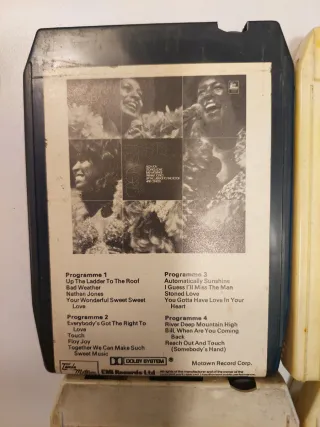 Programme 1
Up The Ladder To The Roof
Bad Weather
Nathan Jones
Your Wonderful Sweet Sweet
Love
Programme 2
Everybody's Got The Right To
Love
Touch
Floy Joy
Together We Can Make Such
Sweet Music
Programme 3
Automatically Sunshine
I Guess I'll Miss The Man
Stoned Love
You Gotta Have Love In Your
Heart
Programme 4
River Deep Mountain High
Bill, When Are You Coming
Back
Reach Out And Touch
(Somebody's Hand)
DOLBY SYSTEM
Motown Record Corp.
EMI Records Ltd